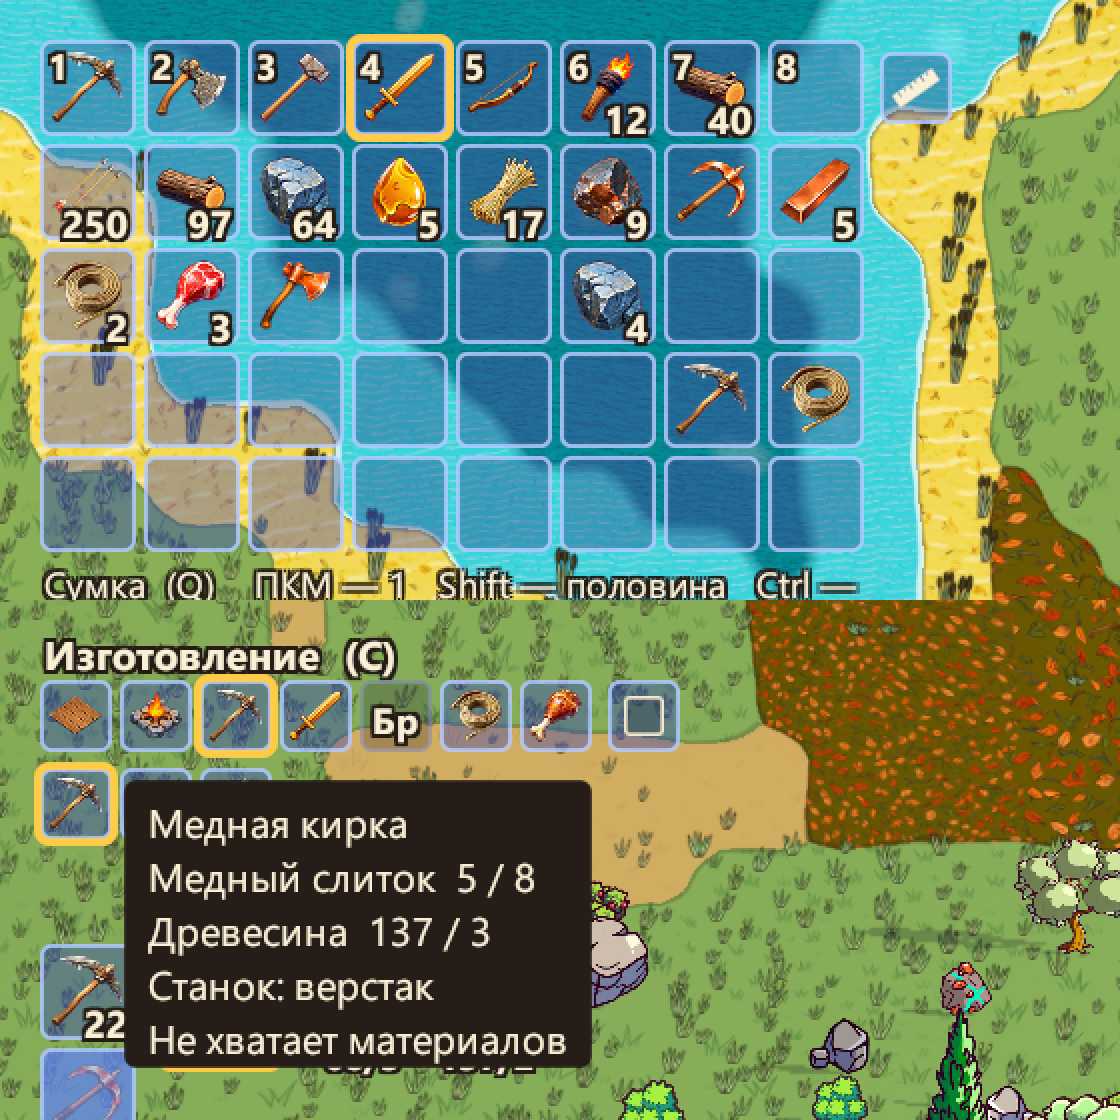 1 2 3 4 5 6 7 8
12 40
250 97 64 5 17 9 5
2 3 4
Сумка (Q) ПКМ — 1 Shift — половина Ctrl —
Изготовление (C)
Бр
Медная кирка
Медный слиток 5 / 8
Древесина 137 / 3
Станок: верстак
22
Не хватает материалов